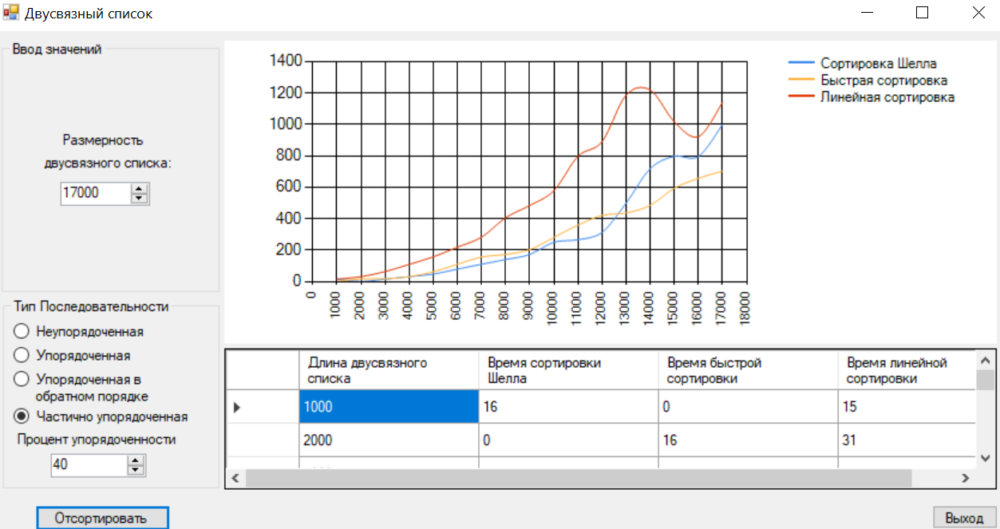 Двусвязный список
Ввод значений
Размерность
двусвязного списка:
17000
Тип Последовательности
Неупорядоченная
Упорядоченная
Упорядоченная в
обратном порядке
Частично упорядоченная
Процент упорядоченности
40
Отсортировать
1400
1200
1000
800
600
400
200
0
0 1000 2000 3000 4000 5000 6000 7000 8000 9000 10000 11000 12000 13000 14000 15000 16000 17000 18000
Сортировка Шелла
Быстрая сортировка
Линейная сортировка
Длина двусвязного Время сортировки Время быстрой Время линейной
списка Шелла сортировки сортировки
1000 16 0 15
2000 0 16 31
Выход